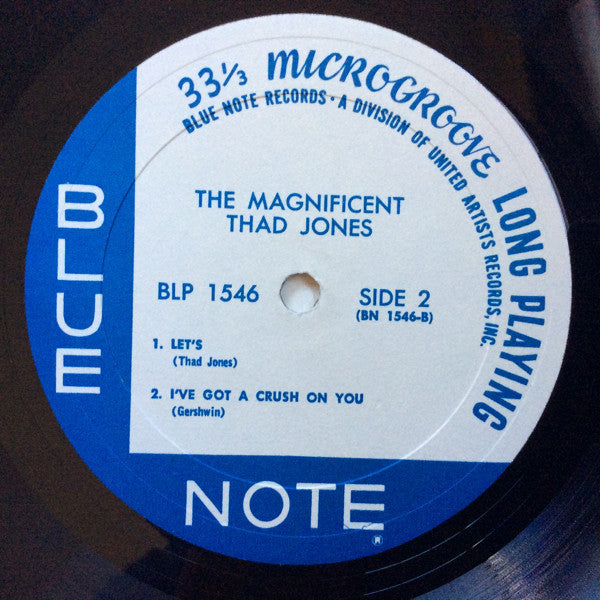 33⅓ MICROGROOVE LONG PLAYING
BLUE NOTE RECORDS • A DIVISION OF UNITED ARTISTS RECORDS, INC.
THE MAGNIFICENT
THAD JONES
BLP 1546
SIDE 2
(BN 1546-B)
1. LET'S
(Thad Jones)
2. I'VE GOT A CRUSH ON YOU
(Gershwin)
BLUE
NOTE
®